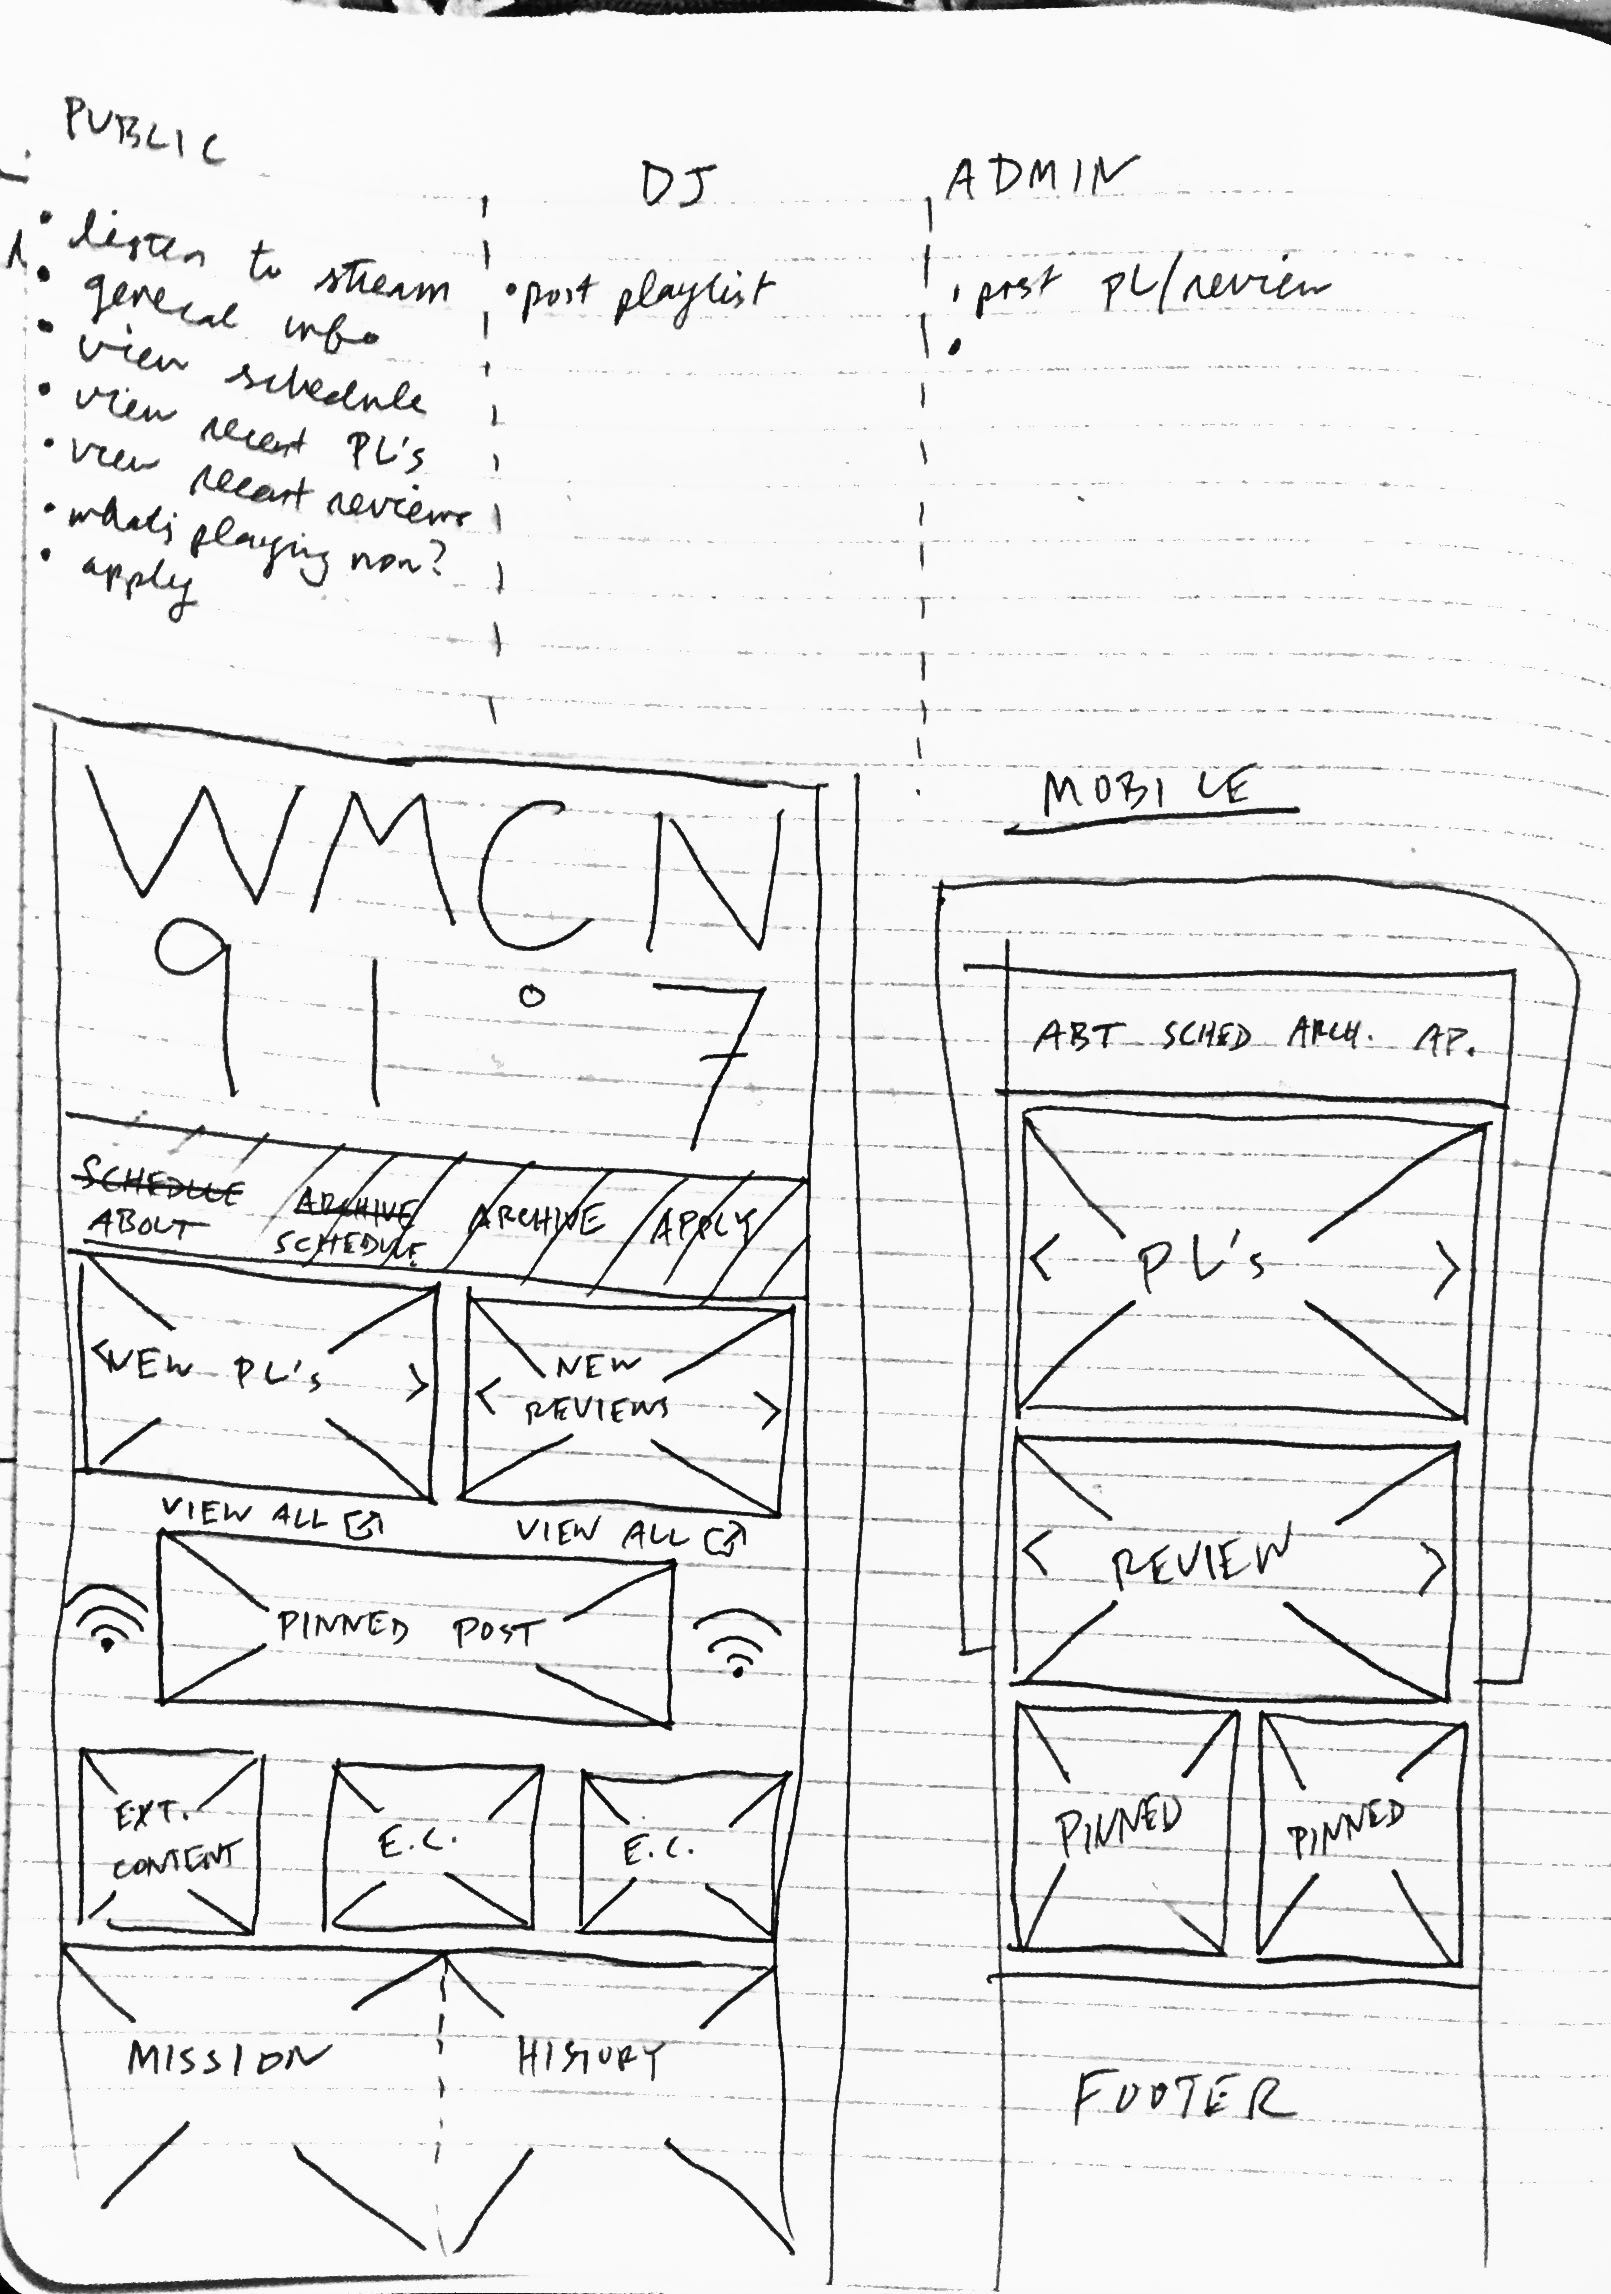 PUBLIC
• listen to stream
• general info
• view schedule
• view recent PL's
• view recent reviews
• what's playing now?
• apply
DJ
• post playlist
ADMIN
• post PL/review
•
WMCN
91.7
SCHEDULE ARCHIVE ARCHIVE APPLY
ABOUT SCHEDULE
< NEW PL's >
< NEW
REVIEWS >
VIEW ALL
VIEW ALL
PINNED POST
EXT.
CONTENT
E.C.
E.C.
MISSION
HISTORY
MOBILE
ABT SCHED ARCH. AP.
< PL's >
< REVIEW >
PINNED
PINNED
FOOTER